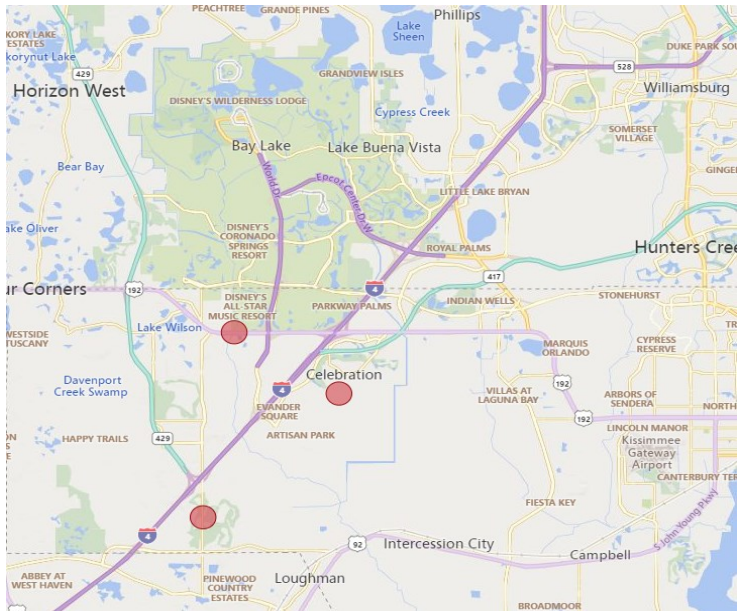 PEACHTREE
GRANDE PINES
Phillips
KORY LAKE
ESTATES
Lake
Sheen
korynut Lake
DUKE PARK SOU
429
528
GRANDVIEW ISLES
Horizon West
Williamsburg
DISNEY'S WILDERNESS LODGE
Cypress Creek
SOMERSET
VILLAGE
Bay Lake
Lake Buena Vista
Bear Bay
World Dr
Epcot Center Dr W
GINGE
LITTLE LAKE BRYAN
ake Oliver
DISNEY'S
CORONADO
SPRINGS
RESORT
ROYAL PALMS
Hunters Cree
417
4
ur Corners
192
DISNEY'S
ALL-STAR
MUSIC RESORT
PARKWAY PALMS
INDIAN WELLS
STONEHURST
Lake Wilson
WESTSIDE
TUSCANY
TR
CYPRESS
RESERVE
MARQUIS
ORLANDO
Celebration
Davenport
Creek Swamp
4
192
VILLAS AT
LAGUNA BAY
ARBORS OF
SENDERA
EVANDER
SQUARE
NORTH
192
HAPPY TRAILS
429
ARTISAN PARK
LINCOLN MANOR
Kissimmee
Gateway
Airport
CANTERBURY TER
FIESTA KEY
S John Young Pkwy
4
92
Intercession City
Campbell
ABBEY AT
WEST HAVEN
PINEWOOD
COUNTRY
ESTATES
Loughman
BROADMOOR